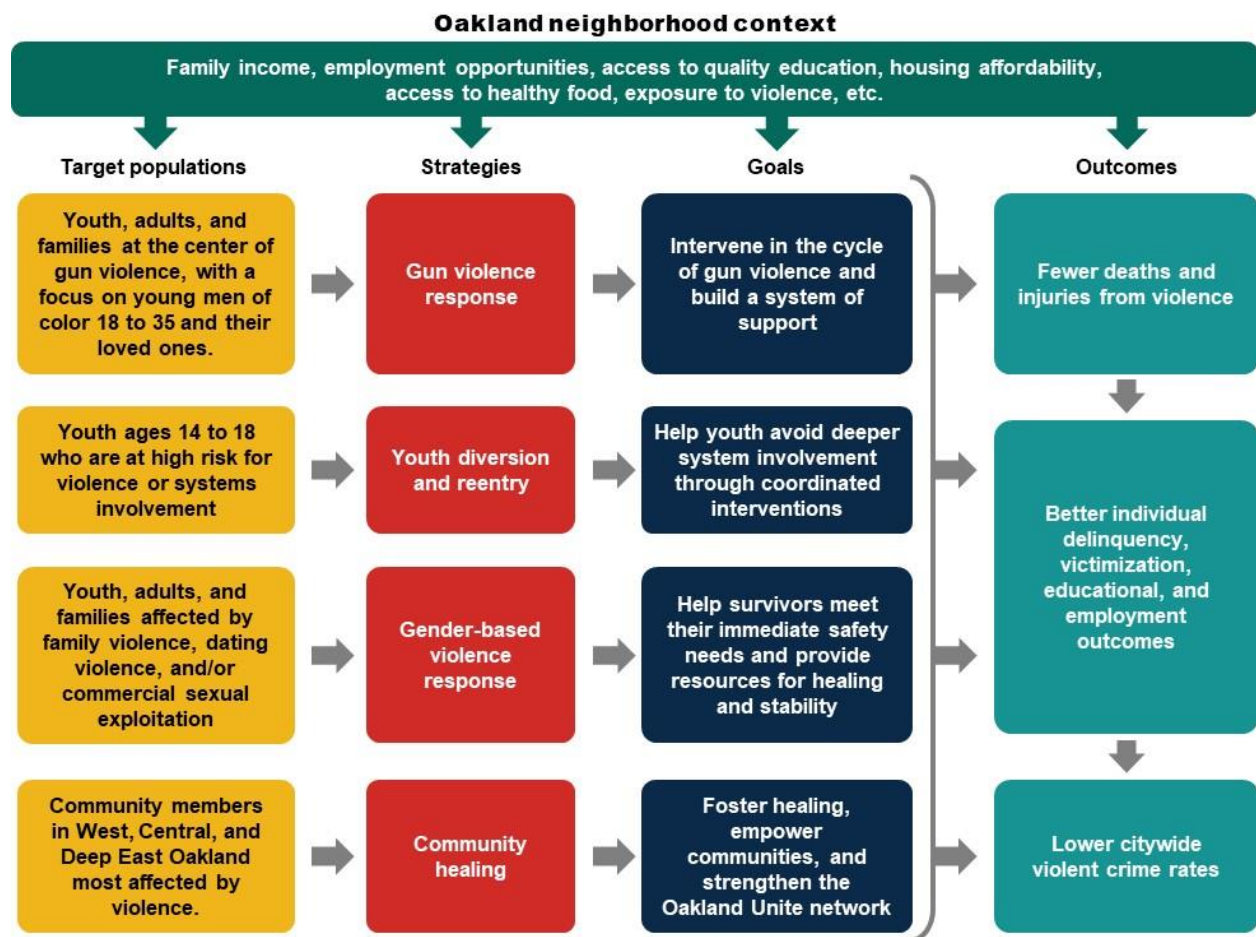 Oakland neighborhood context
Family income, employment opportunities, access to quality education, housing affordability,
access to healthy food, exposure to violence, etc.
Target populations
Strategies
Goals
Outcomes
Youth, adults, and
families at the center of
gun violence, with a
focus on young men of
color 18 to 35 and their
loved ones.
Gun violence
response
Intervene in the cycle
of gun violence and
build a system of
support
Fewer deaths and
injuries from violence
Youth ages 14 to 18
who are at high risk for
violence or systems
involvement
Youth diversion
and reentry
Help youth avoid deeper
system involvement
through coordinated
interventions
Better individual
delinquency,
victimization,
educational, and
employment
outcomes
Youth, adults, and
families affected by
family violence, dating
violence, and/or
commercial sexual
exploitation
Gender-based
violence
response
Help survivors meet
their immediate safety
needs and provide
resources for healing
and stability
Community members
in West, Central, and
Deep East Oakland
most affected by
violence.
Community
healing
Foster healing,
empower
communities, and
strengthen the
Oakland Unite network
Lower citywide
violent crime rates